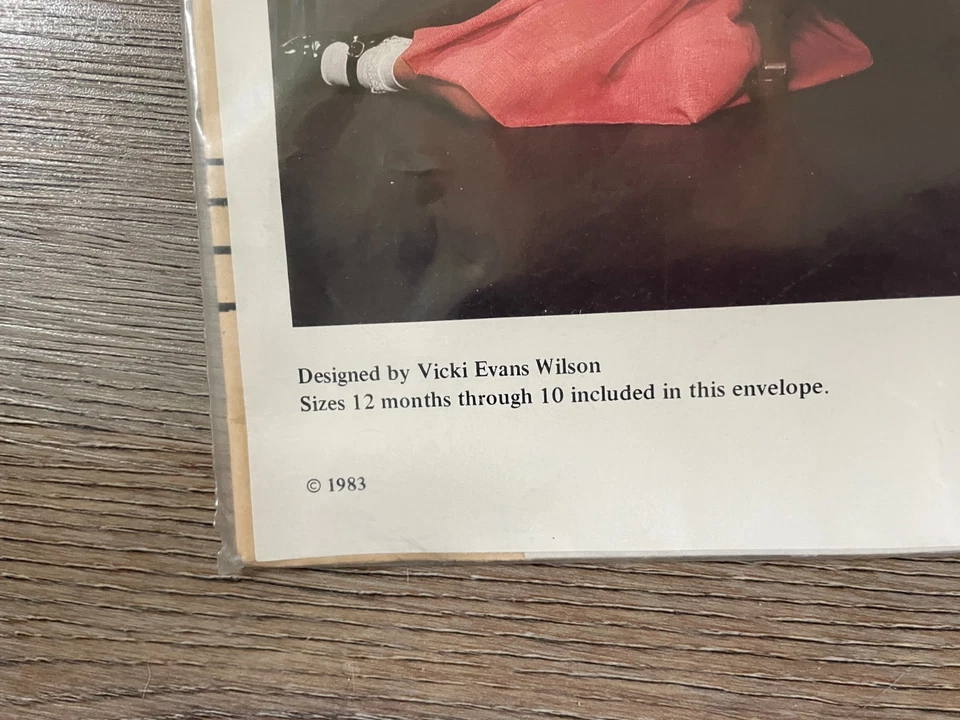 Designed by Vicki Evans Wilson
Sizes 12 months through 10 included in this envelope.
© 1983